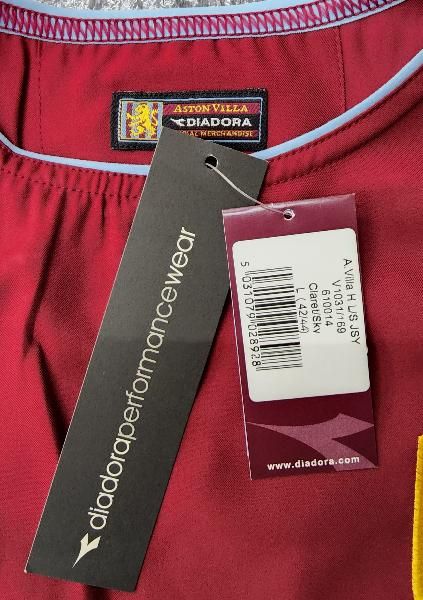 ASTON VILLA
DIADORA
CIAL MERCHANDISE
diadoraperformancewear
A.Villa H L/S JSY
V1031/169
610014
Claret/Sky
L ( 42/44)
5 031079 028928
www.diadora.com